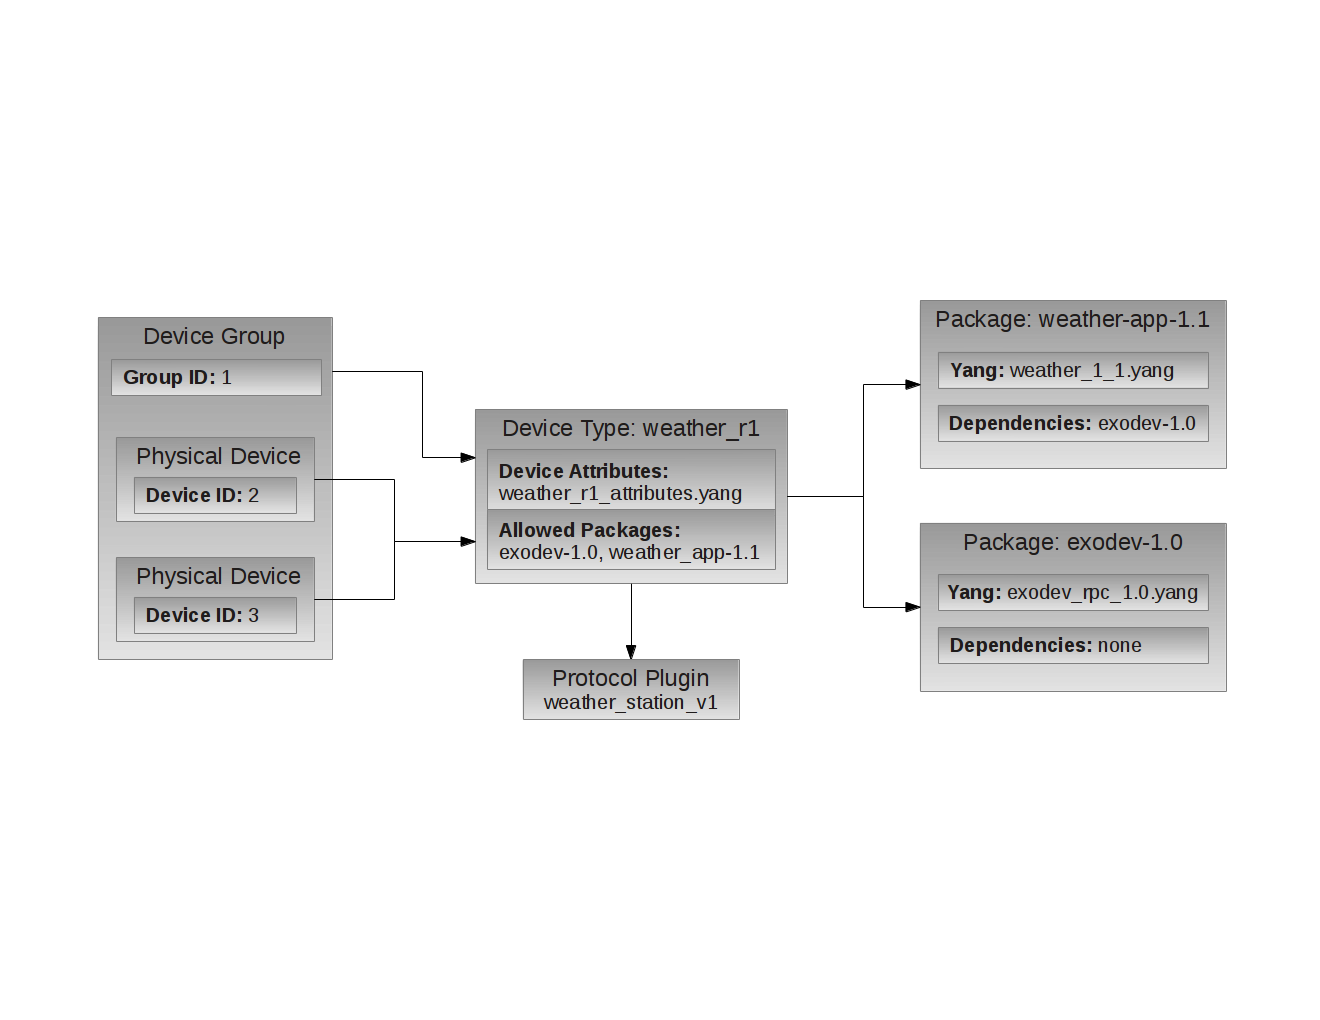 Device Group
Group ID: 1
Physical Device
Device ID: 2
Physical Device
Device ID: 3
Device Type: weather_r1
Device Attributes:
weather_r1_attributes.yang
Allowed Packages:
exodev-1.0, weather_app-1.1
Protocol Plugin
weather_station_v1
Package: weather-app-1.1
Yang: weather_1_1.yang
Dependencies: exodev-1.0
Package: exodev-1.0
Yang: exodev_rpc_1.0.yang
Dependencies: none